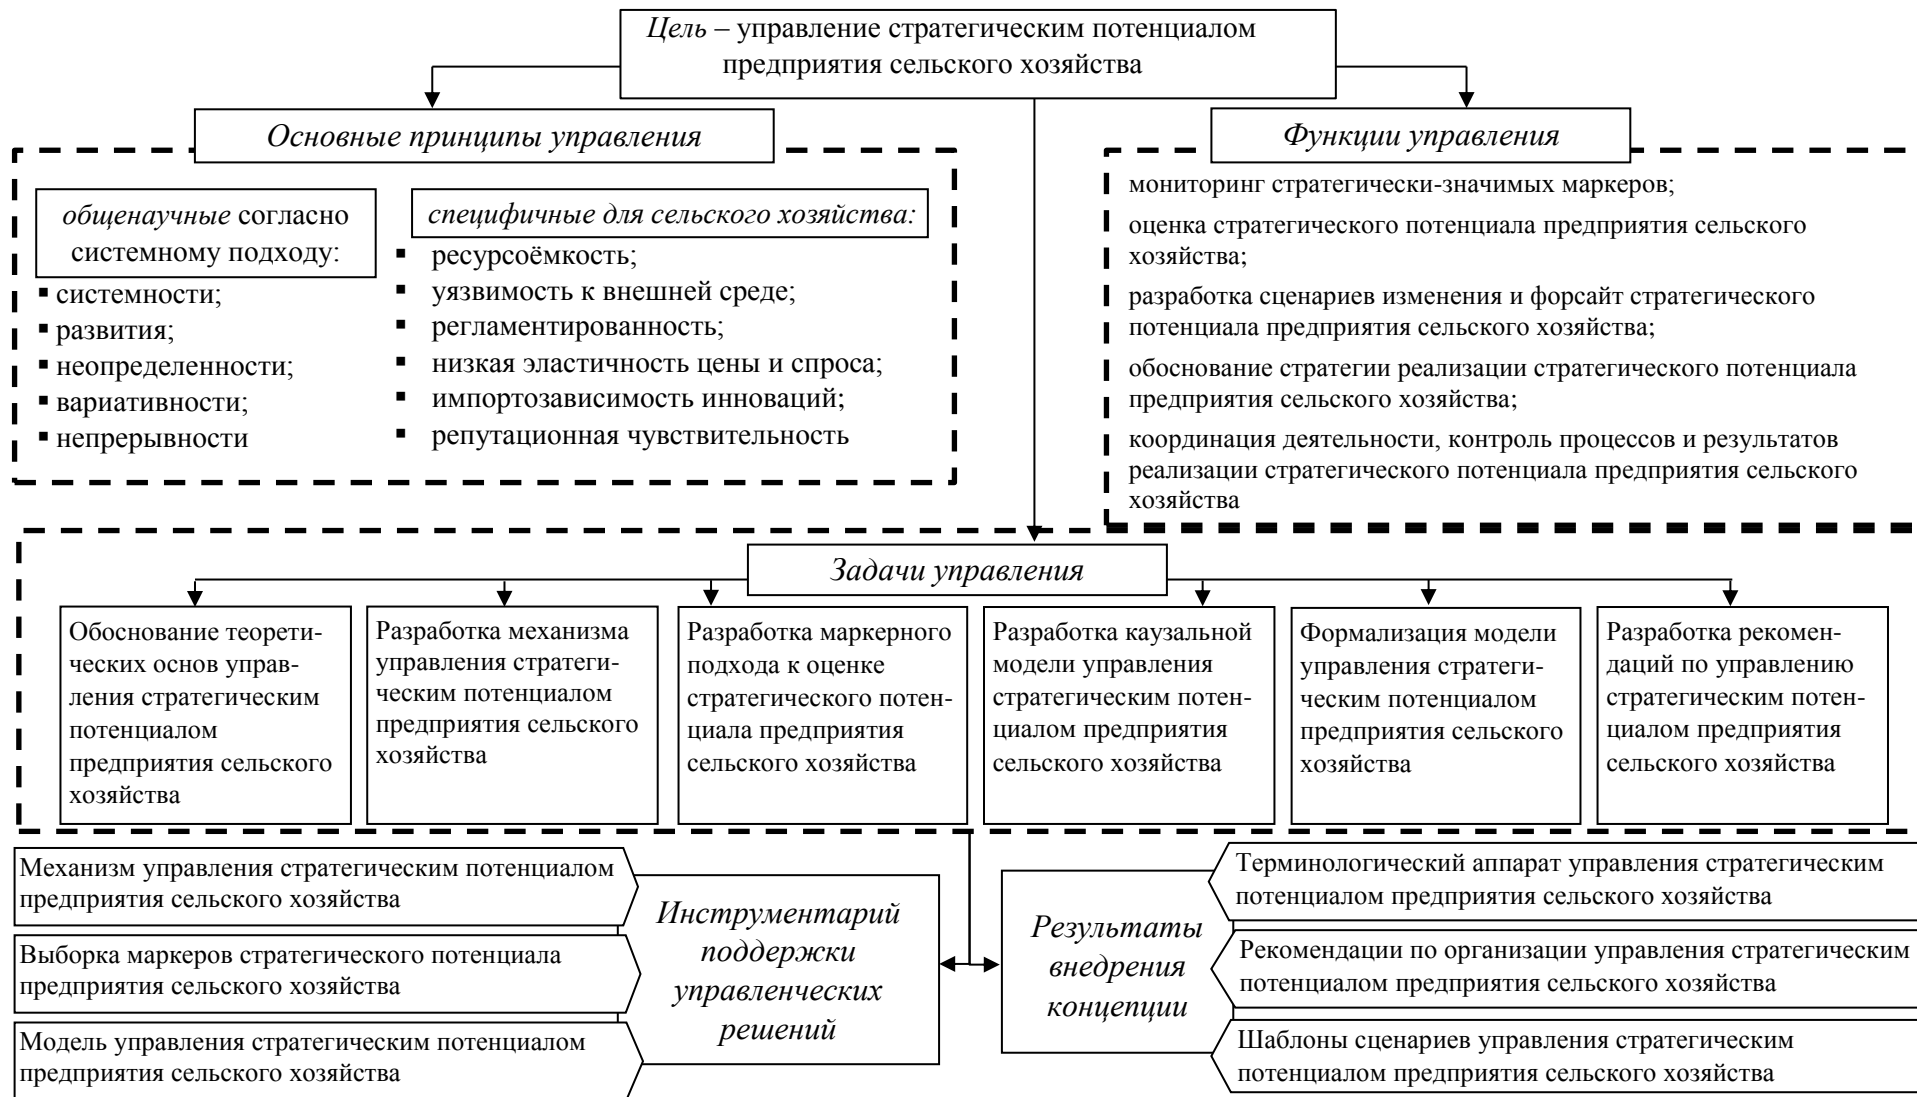 Цель – управление стратегическим потенциалом
предприятия сельского хозяйства
Основные принципы управления
общенаучные согласно
системному подходу:
▪ системности;
▪ развития;
▪ неопределенности;
▪ вариативности;
▪ непрерывности
специфичные для сельского хозяйства:
▪ ресурсоёмкость;
▪ уязвимость к внешней среде;
▪ регламентированность;
▪ низкая эластичность цены и спроса;
▪ импортозависимость инноваций;
▪ репутационная чувствительность
Функции управления
мониторинг стратегически-значимых маркеров;
оценка стратегического потенциала предприятия сельского
хозяйства;
разработка сценариев изменения и форсайт стратегического
потенциала предприятия сельского хозяйства;
обоснование стратегии реализации стратегического потенциала
предприятия сельского хозяйства;
координация деятельности, контроль процессов и результатов
реализации стратегического потенциала предприятия сельского
хозяйства
Задачи управления
Обоснование теорети-
ческих основ управ-
ления стратегическим
потенциалом
предприятия сельского
хозяйства
Разработка механизма
управления стратеги-
ческим потенциалом
предприятия сельского
хозяйства
Разработка маркерного
подхода к оценке
стратегического потен-
циала предприятия
сельского хозяйства
Разработка каузальной
модели управления
стратегическим потен-
циалом предприятия
сельского хозяйства
Формализация модели
управления стратеги-
ческим потенциалом
предприятия сельского
хозяйства
Разработка рекомен-
даций по управлению
стратегическим потен-
циалом предприятия
сельского хозяйства
Механизм управления стратегическим потенциалом
предприятия сельского хозяйства
Выборка маркеров стратегического потенциала
предприятия сельского хозяйства
Модель управления стратегическим потенциалом
предприятия сельского хозяйства
Инструментарий
поддержки
управленческих
решений
Результаты
внедрения
концепции
Терминологический аппарат управления стратегическим
потенциалом предприятия сельского хозяйства
Рекомендации по организации управления стратегическим
потенциалом предприятия сельского хозяйства
Шаблоны сценариев управления стратегическим
потенциалом предприятия сельского хозяйства